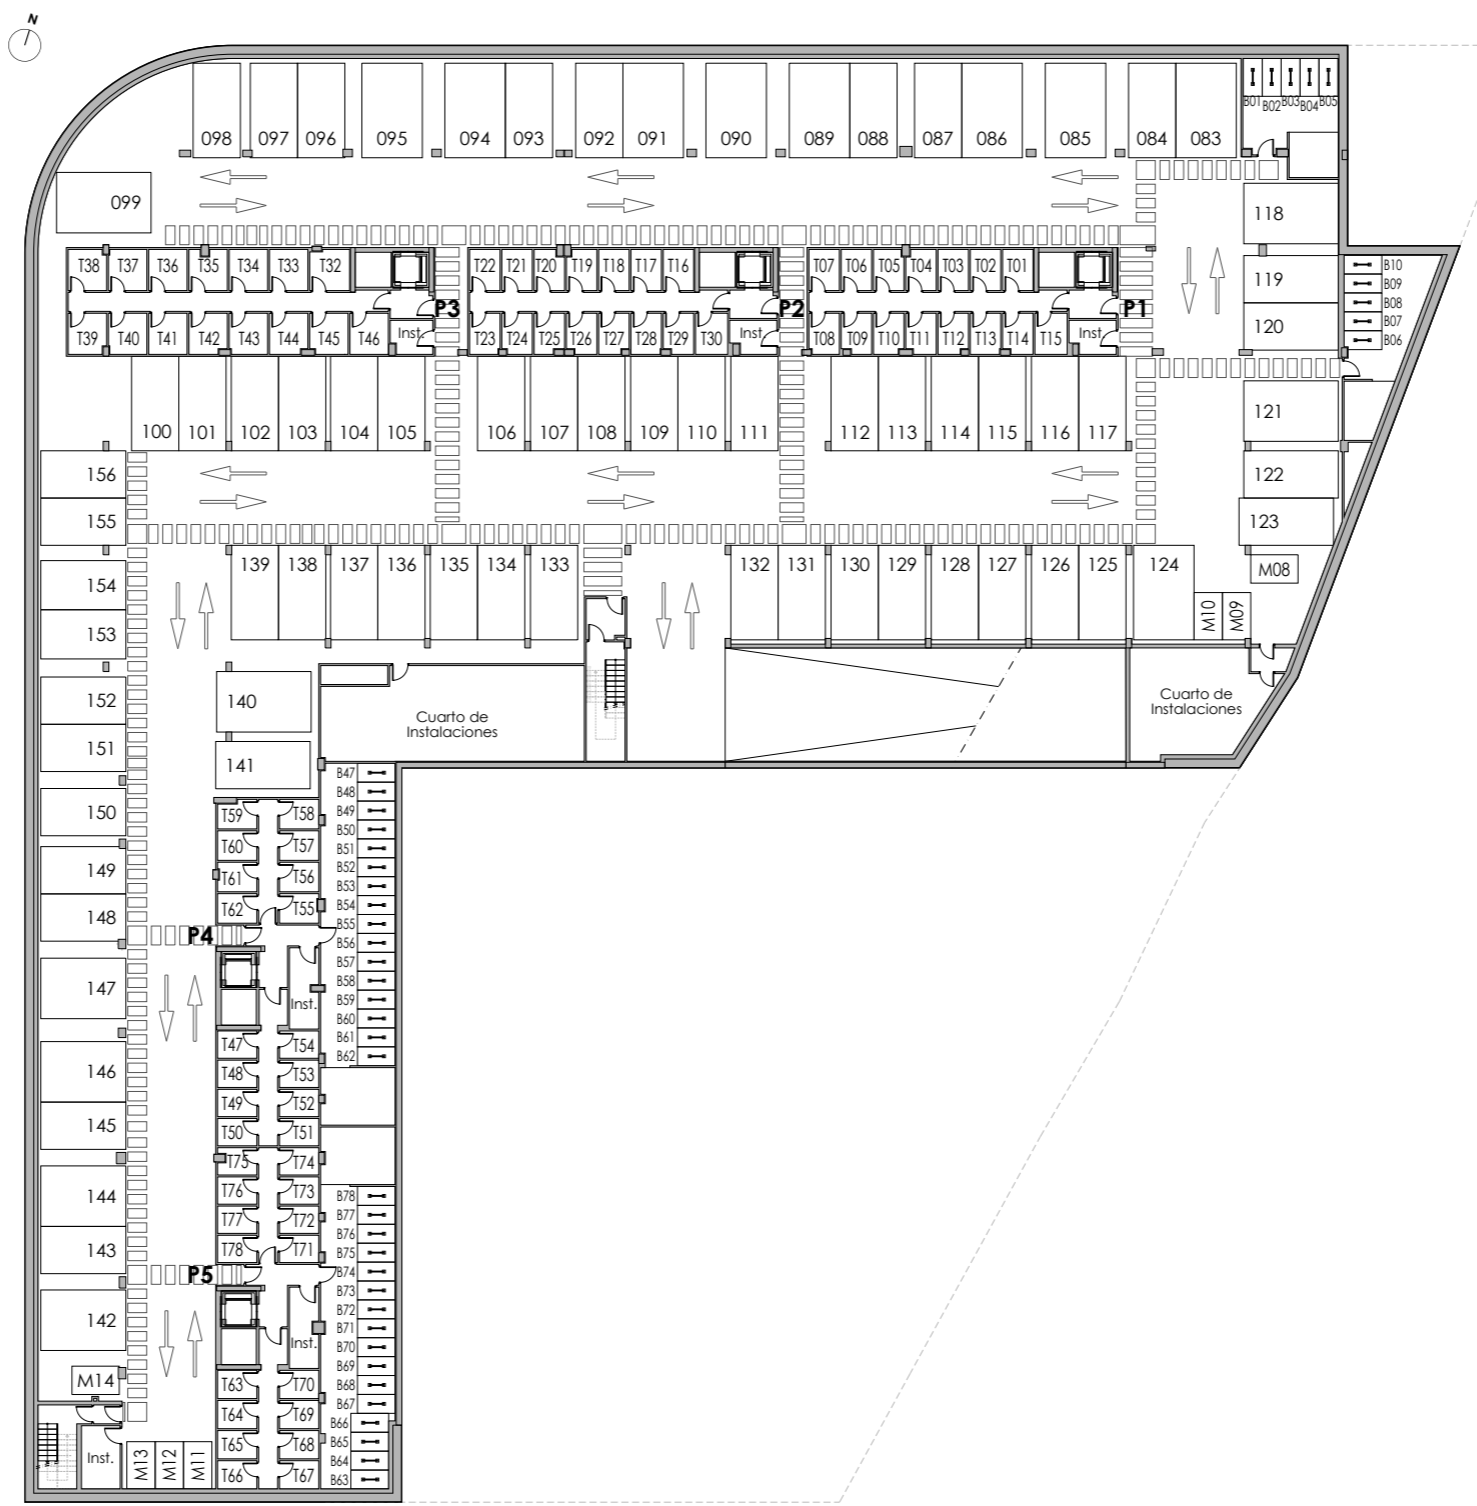 N
B01 B02 B03 B04 B05
098 097 096 095 094 093 092 091 090 089 088 087 086 085 084 083
099
118
T38 T37 T36 T35 T34 T33 T32 T22 T21 T20 T19 T18 T17 T16 T07 T06 T05 T04 T03 T02 T01
B10
119
B09
B08
P3 P2 P1
B07
120
B06
T39 T40 T41 T42 T43 T44 T45 T46 Inst. T23 T24 T25 T26 T27 T28 T29 T30 Inst. T08 T09 T10 T11 T12 T13 T14 T15 Inst.
121
100 101 102 103 104 105 106 107 108 109 110 111 112 113 114 115 116 117
156 122
155 123
139 138 137 136 135 134 133 132 131 130 129 128 127 126 125 124
M08
154
M10 M09
153
152 140
Cuarto de
Instalaciones
Cuarto de
Instalaciones
151 141
B47
B48
B49
B50
B51
B52
B53
B54
B55
B56
B57
B58
B59
B60
B61
B62
150
T59 T58
T60 T57
149
T61 T56
T62 T55
148
P4
147
Inst.
T47 T54
146
T48 T53
T49 T52
145
T50 T51
T75 T74
144
T76 T73
T77 T72
143
T78 T71
P5
B78
B77
B76
B75
B74
B73
B72
B71
B70
B69
B68
B67
B66
B65
B64
B63
142
Inst.
M14
T63 T70
T64 T69
T65 T68
T66 T67
Inst.
M13 M12 M11